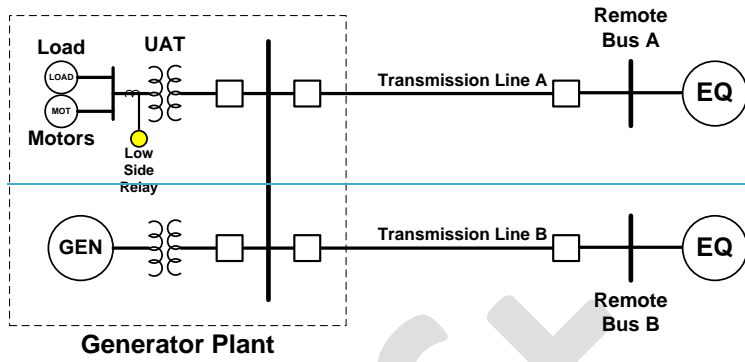 Load
UAT
LOAD
MOT
Motors
Low
Side
Relay
Transmission Line A
Remote
Bus A
EQ
GEN
Transmission Line B
EQ
Remote
Bus B
Generator Plant